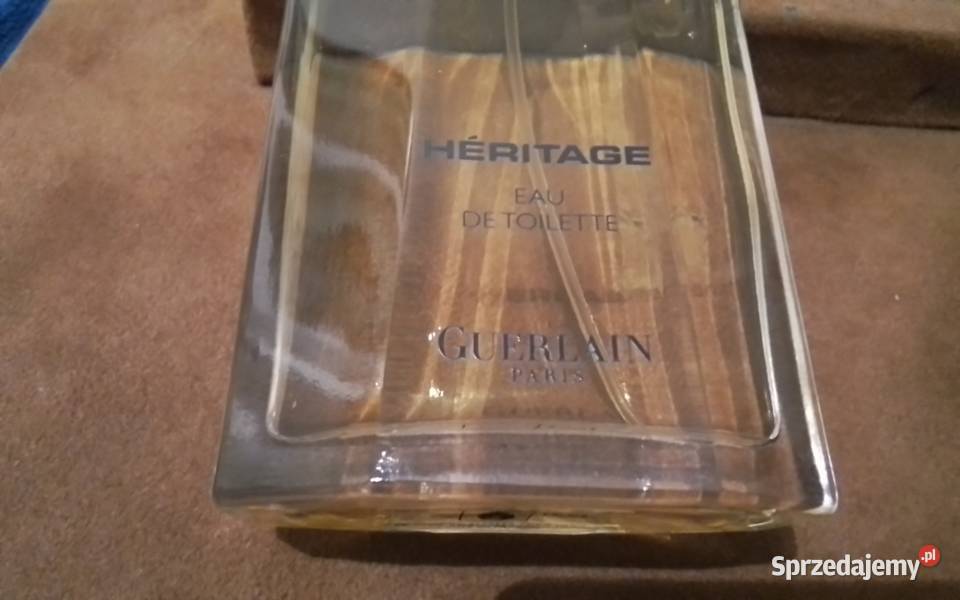 HÉRITAGE
EAU
DE TOILETTE
GUERLAIN
PARIS
Sprzedajemy.pl